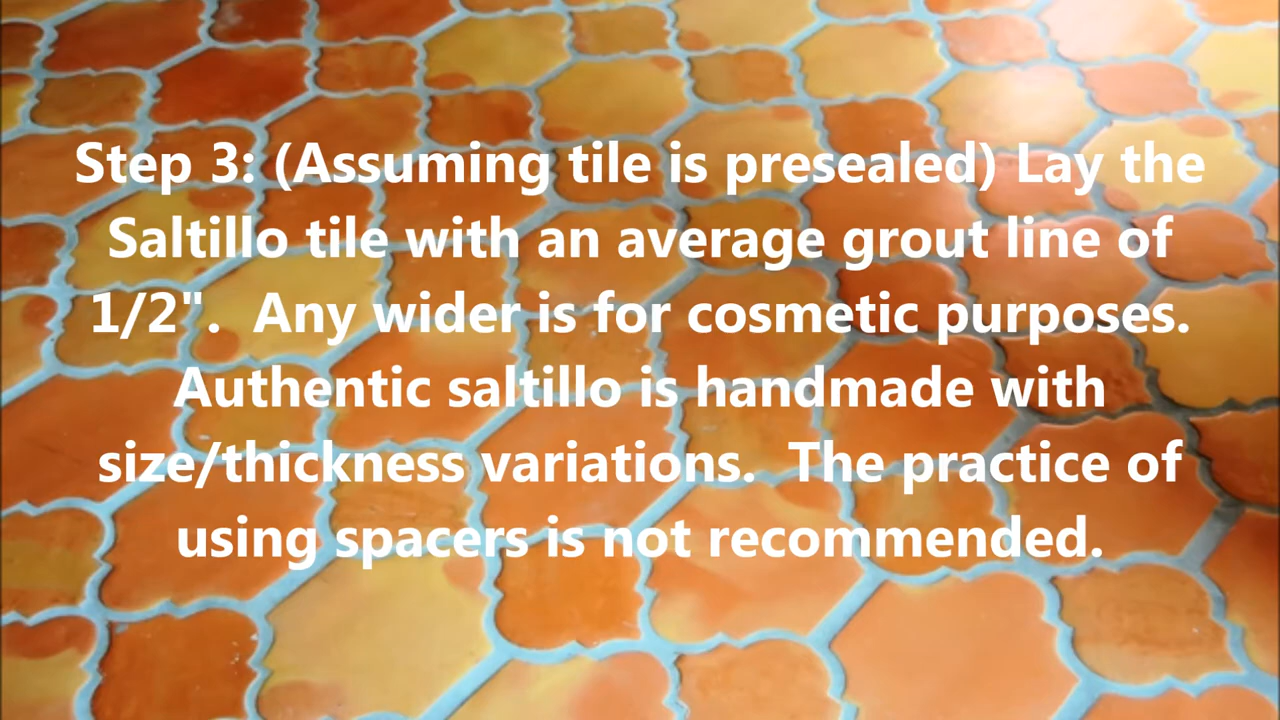 Step 3: (Assuming tile is presealed) Lay the
Saltillo tile with an average grout line of
1/2".  Any wider is for cosmetic purposes.
Authentic saltillo is handmade with
size/thickness variations.  The practice of
using spacers is not recommended.